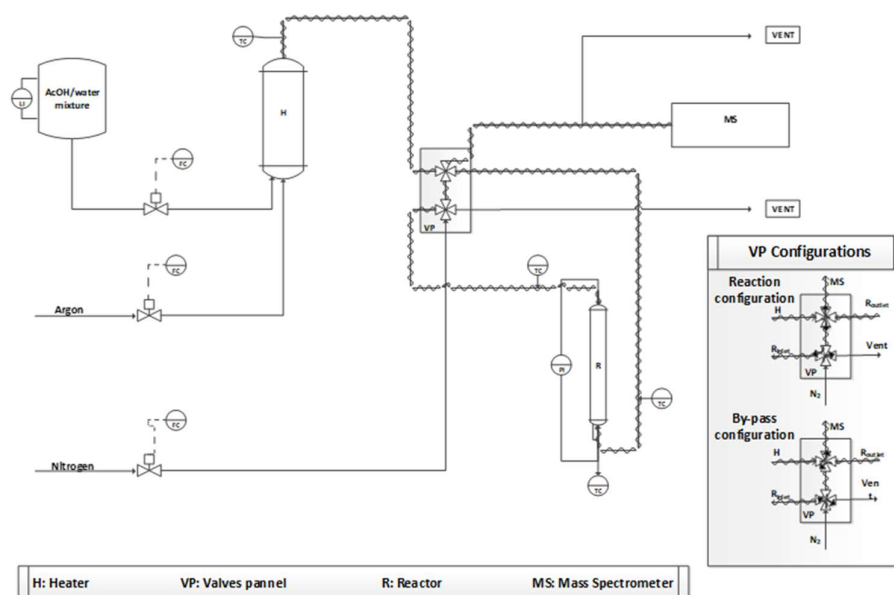 AcOH/water
mixture
LI
FC
TC
H
VENT
MS
VENT
VP
FC
Argon
TC
PI
R
TC
TC
FC
Nitrogen
VP Configurations
Reaction
configuration
MS
H
Routlet
Rinlet
Vent
VP
N2
By-pass
configuration
MS
H
Routlet
Rinlet
Ven
t
VP
N2
H: Heater VP: Valves pannel R: Reactor MS: Mass Spectrometer